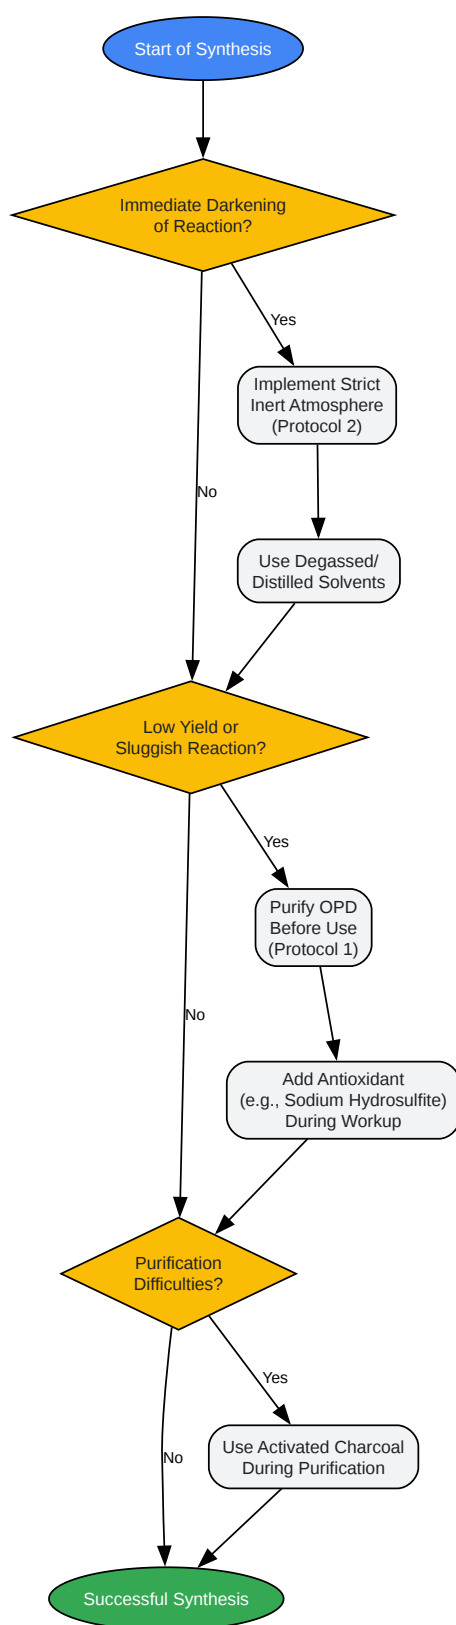 Start of Synthesis
Immediate Darkening
of Reaction?
Yes
Implement Strict
Inert Atmosphere
(Protocol 2)
No
Use Degassed/
Distilled Solvents
Low Yield or
Sluggish Reaction?
Yes
Purify OPD
Before Use
(Protocol 1)
No
Add Antioxidant
(e.g., Sodium Hydrosulfite)
During Workup
Purification
Difficulties?
Yes
Use Activated Charcoal
During Purification
No
Successful Synthesis